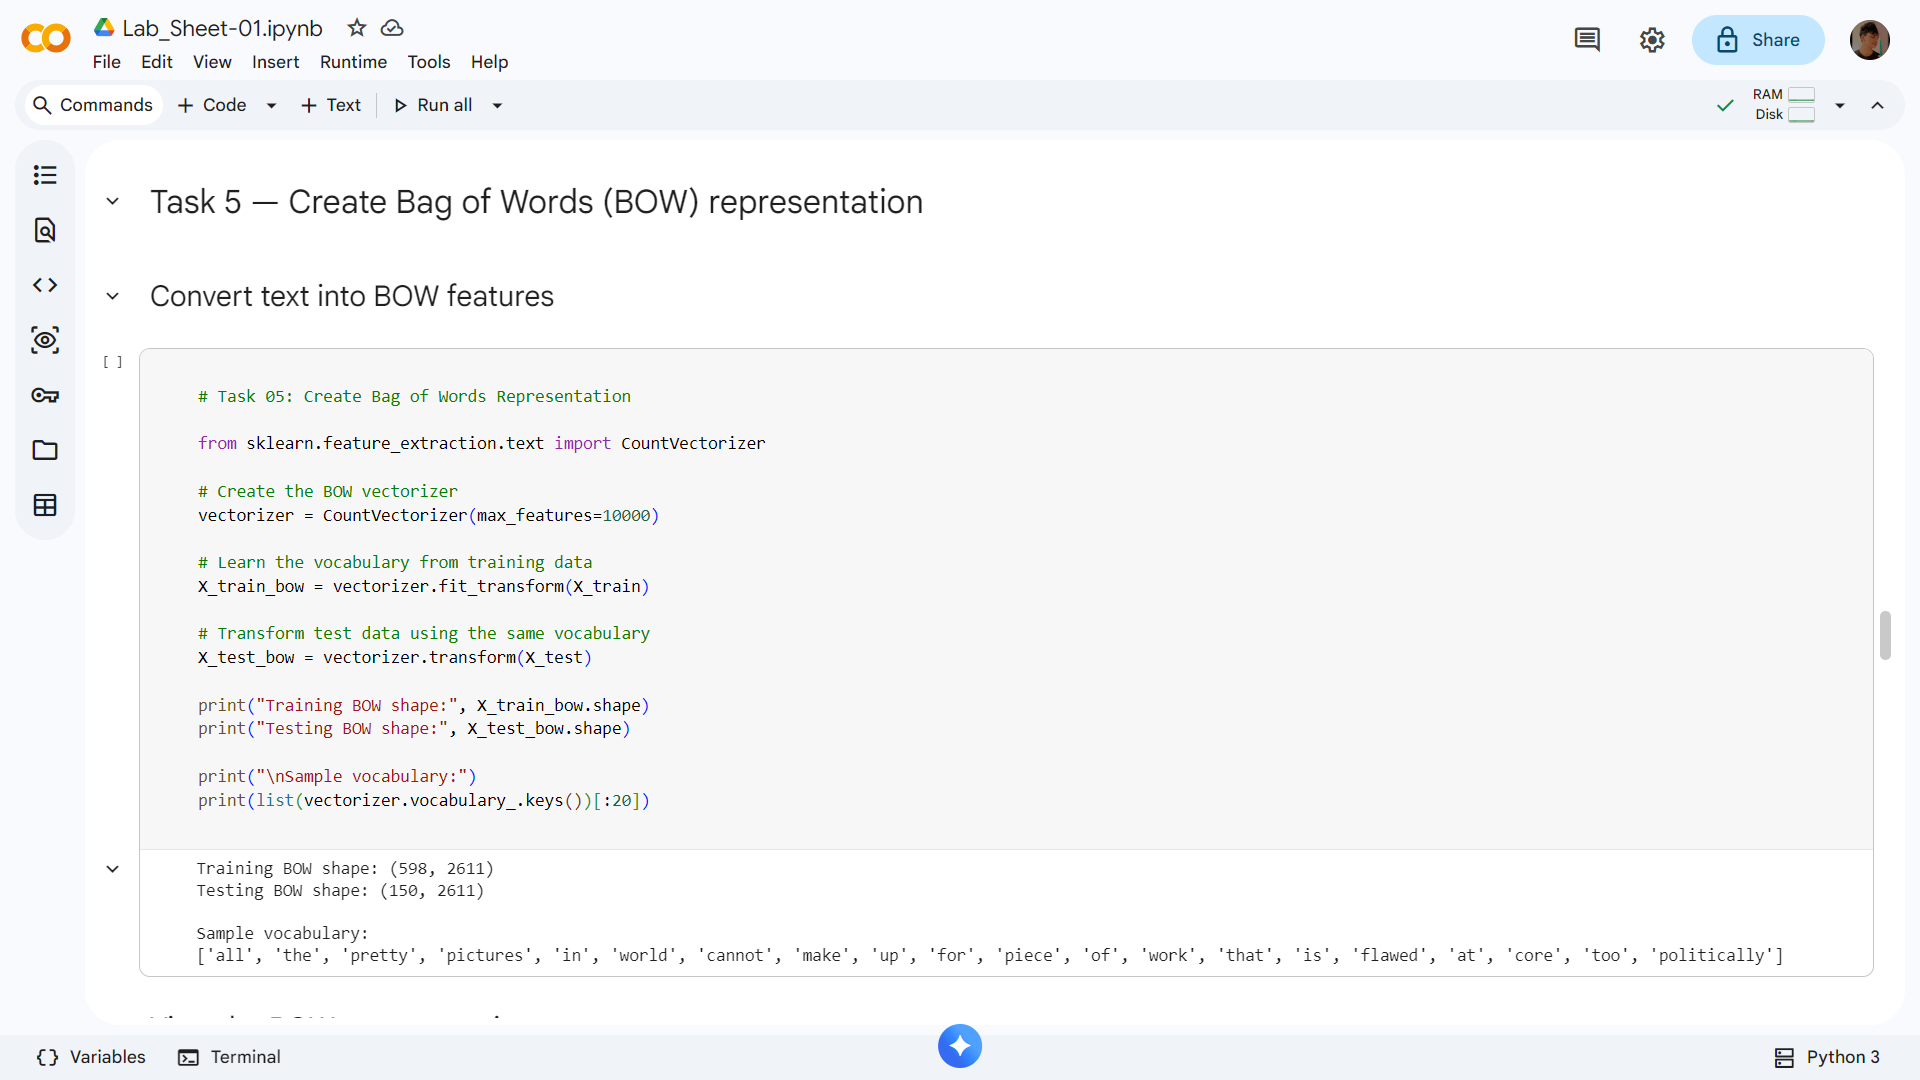 Lab_Sheet-01.ipynb
File Edit View Insert Runtime Tools Help
Share
Commands + Code + Text Run all
RAM
Disk
Task 5 — Create Bag of Words (BOW) representation
Convert text into BOW features
[ ]
# Task 05: Create Bag of Words Representation
from sklearn.feature_extraction.text import CountVectorizer
# Create the BOW vectorizer
vectorizer = CountVectorizer(max_features=10000)
# Learn the vocabulary from training data
X_train_bow = vectorizer.fit_transform(X_train)
# Transform test data using the same vocabulary
X_test_bow = vectorizer.transform(X_test)
print("Training BOW shape:", X_train_bow.shape)
print("Testing BOW shape:", X_test_bow.shape)
print("\nSample vocabulary:")
print(list(vectorizer.vocabulary_.keys())[:20])
Training BOW shape: (598, 2611)
Testing BOW shape: (150, 2611)
Sample vocabulary:
['all', 'the', 'pretty', 'pictures', 'in', 'world', 'cannot', 'make', 'up', 'for', 'piece', 'of', 'work', 'that', 'is', 'flawed', 'at', 'core', 'too', 'politically']
Variables Terminal
Python 3